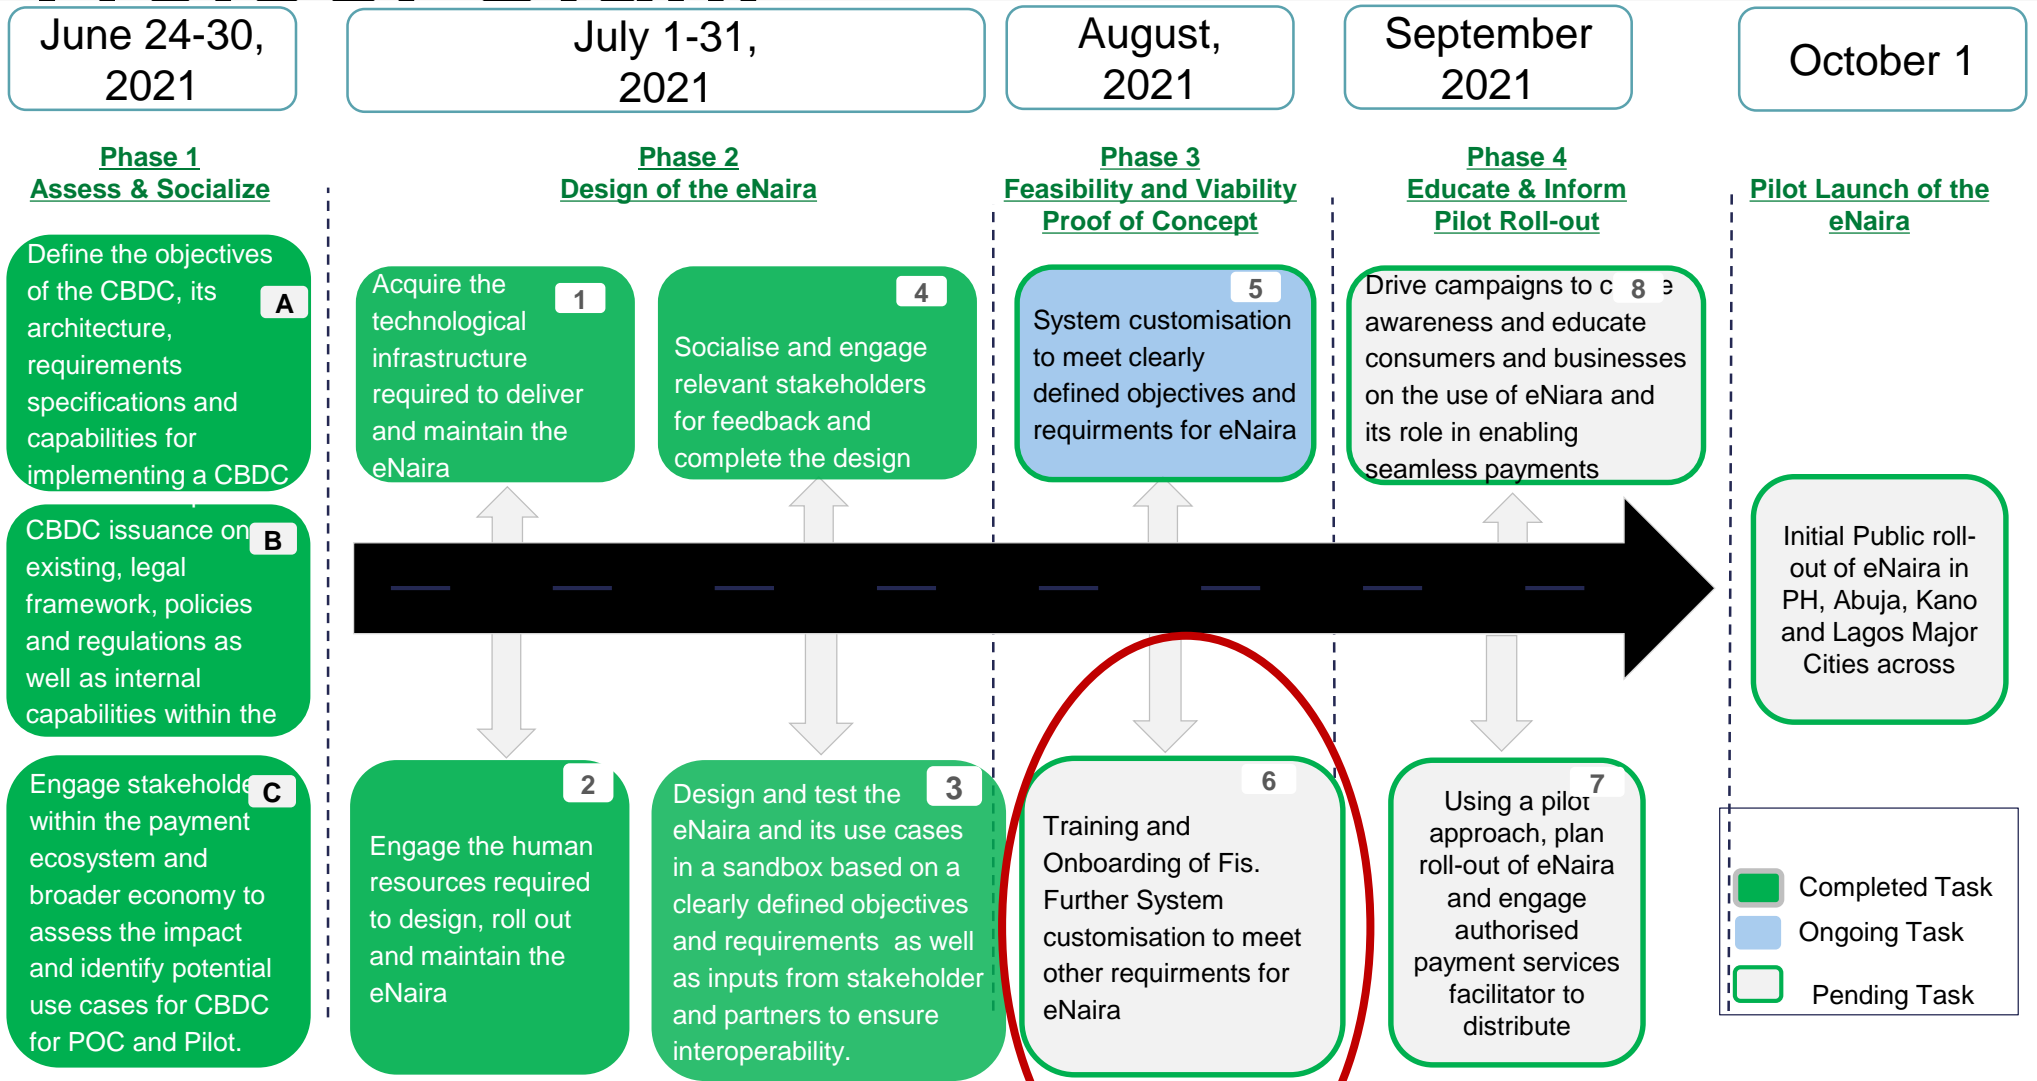 June 24-30,
2021
July 1-31,
2021
August,
2021
September
2021
October 1
Phase 1
Assess & Socialize
Phase 2
Design of the eNaira
Phase 3
Feasibility and Viability
Proof of Concept
Phase 4
Educate & Inform
Pilot Roll-out
Pilot Launch of the
eNaira
A
Define the objectives
of the CBDC, its
architecture,
requirements
specifications and
capabilities for
implementing a CBDC
B
CBDC issuance on
existing, legal
framework, policies
and regulations as
well as internal
capabilities within the
C
Engage
within the payment
ecosystem and
broader economy to
assess the impact
and identify potential
use cases for CBDC
for POC and Pilot.
1
Acquire the
technological
infrastructure
required to deliver
and maintain the
eNaira
4
Socialise and engage
relevant stakeholders
for feedback and
complete the design
2
Engage the human
resources required
to design, roll out
and maintain the
eNaira
3
Design and test the
eNaira and its use cases
in a sandbox based on a
clearly defined objectives
and requirements as well
as inputs from stakeholder
and partners to ensure
interoperability.
5
System customisation
to meet clearly
defined objectives and
requirments for eNaira
6
Training and
Onboarding of Fis.
Further System
customisation to meet
other requirments for
eNaira
8
Drive campaigns to
awareness and educate
consumers and businesses
on the use of eNiara and
its role in enabling
seamless payments
7
Using a pilot
approach, plan
roll-out of eNaira
and engage
authorised
payment services
facilitator to
distribute
Initial Public roll-
out of eNaira in
PH, Abuja, Kano
and Lagos Major
Cities across
Completed Task
Ongoing Task
Pending Task